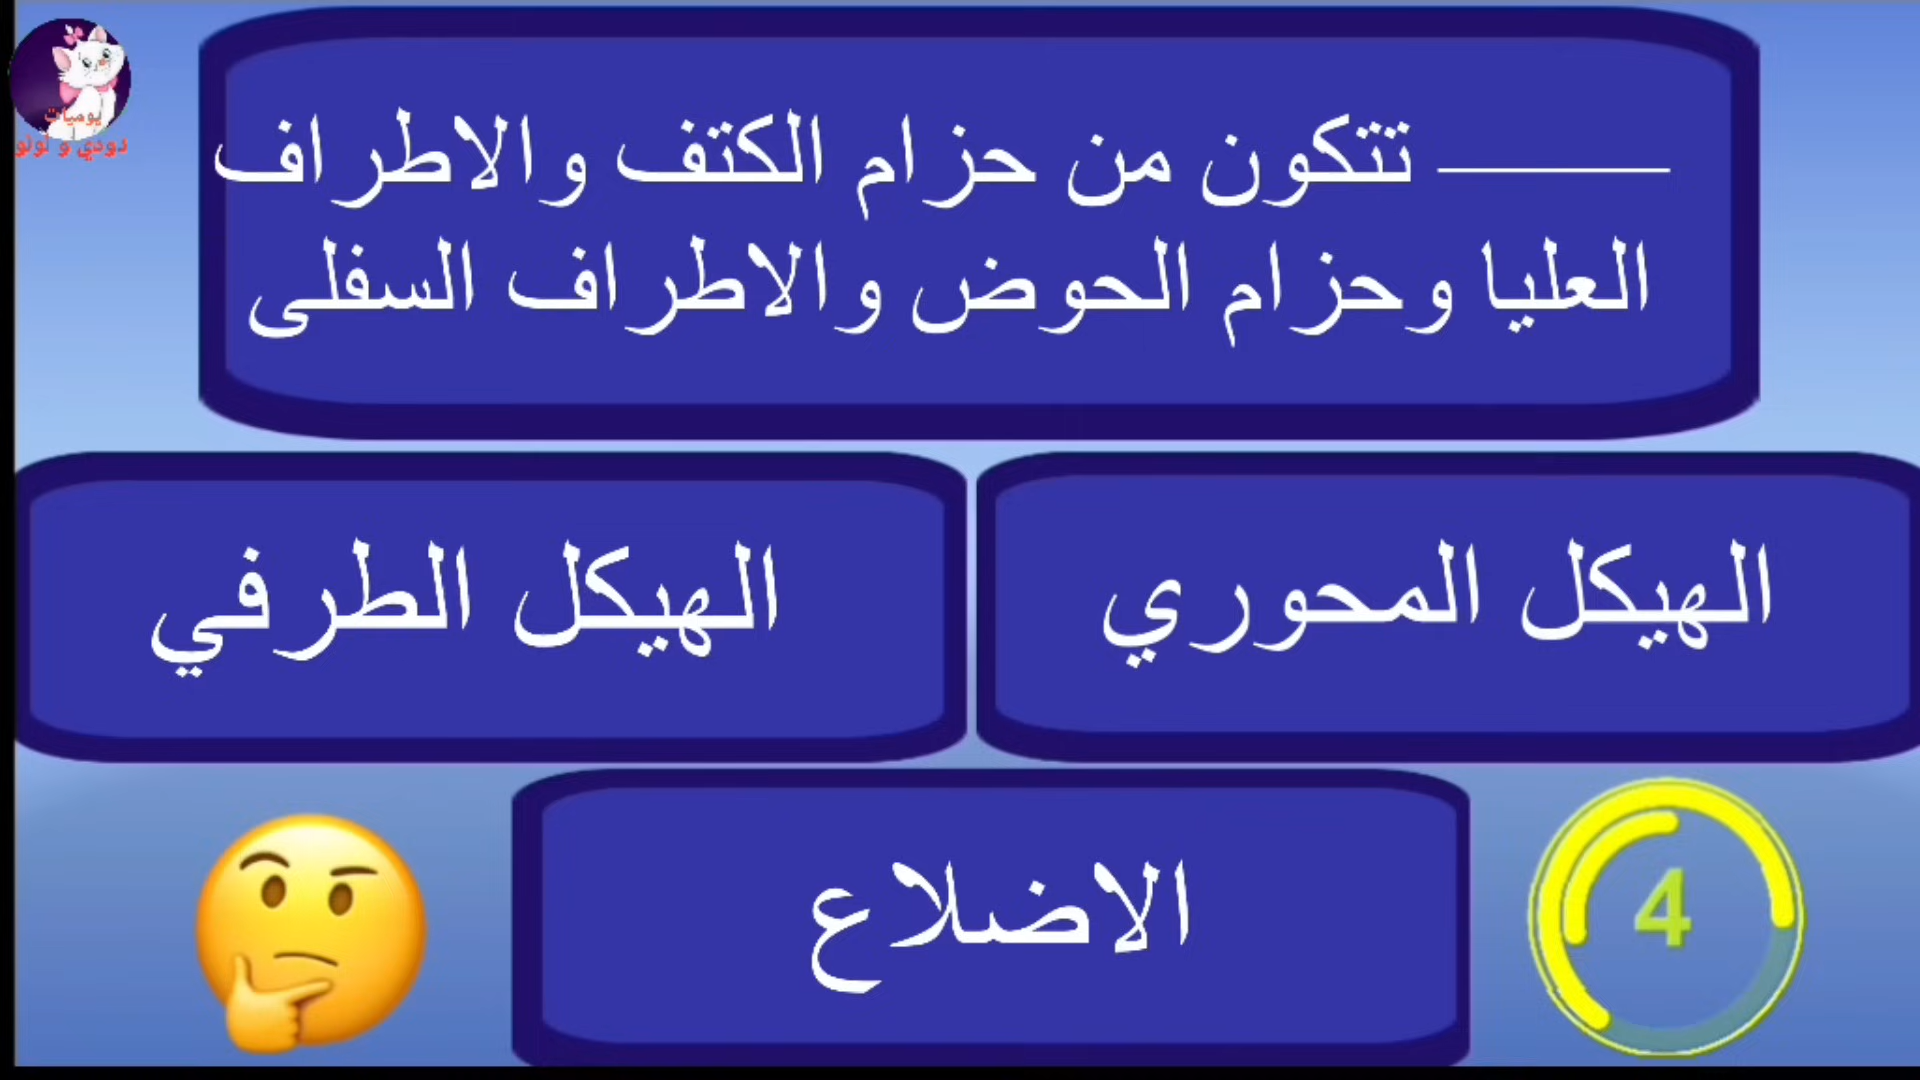 يوميات
دودي و لولو
______ تتكون من حزام الكتف والاطراف
العليا وحزام الحوض والاطراف السفلى
الهيكل المحوري
الهيكل الطرفي
الاضلاع
4